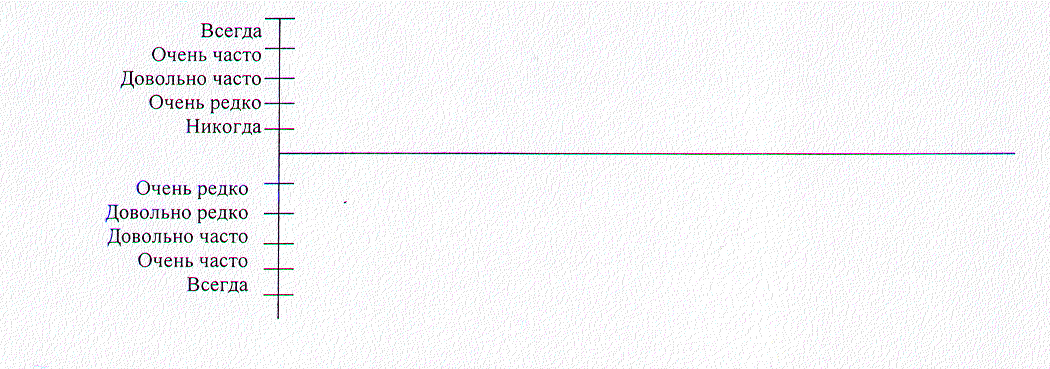 Всегда
Очень часто
Довольно часто
Очень редко
Никогда
Очень редко
Довольно редко
Довольно часто
Очень часто
Всегда